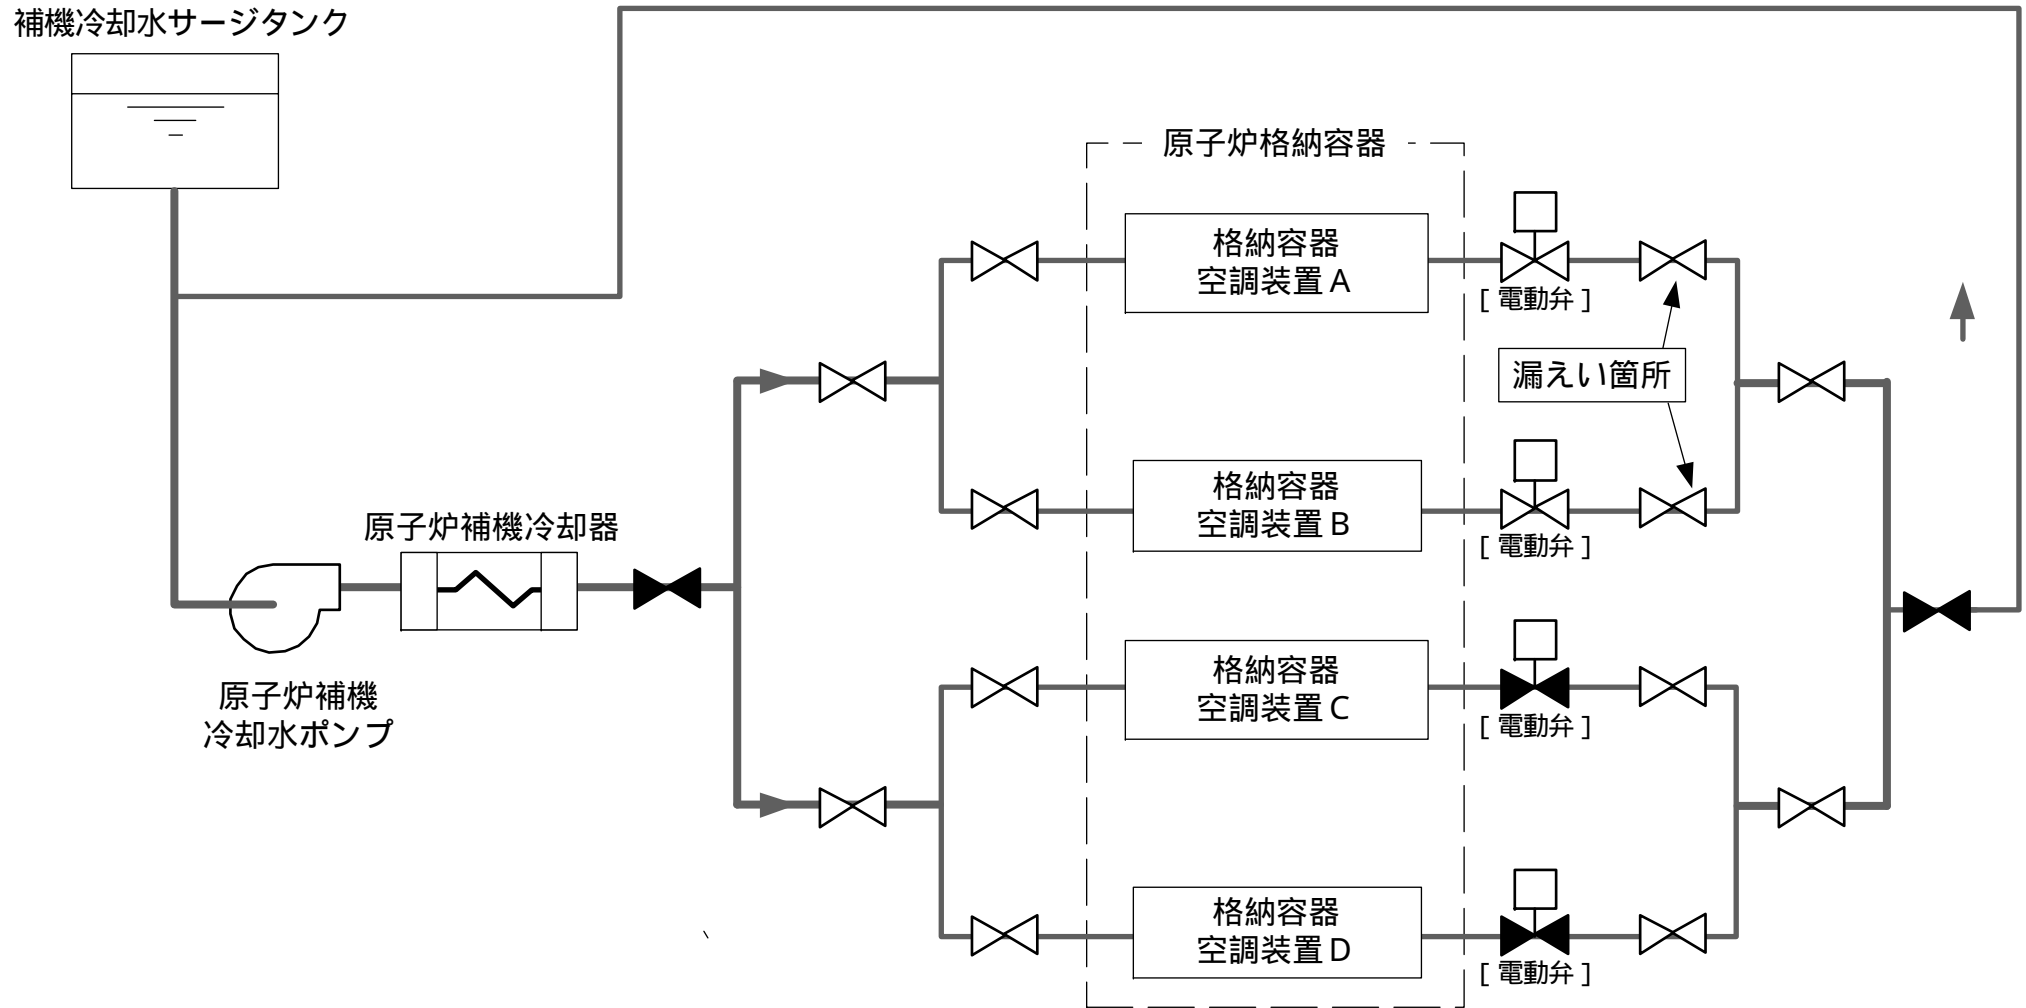 補機冷却水サージタンク
原子炉格納容器
格納容器
空調装置A
[ 電動弁 ]
漏えい箇所
格納容器
空調装置B
[ 電動弁 ]
原子炉補機冷却器
原子炉補機
冷却水ポンプ
格納容器
空調装置C
[ 電動弁 ]
格納容器
空調装置D
[ 電動弁 ]